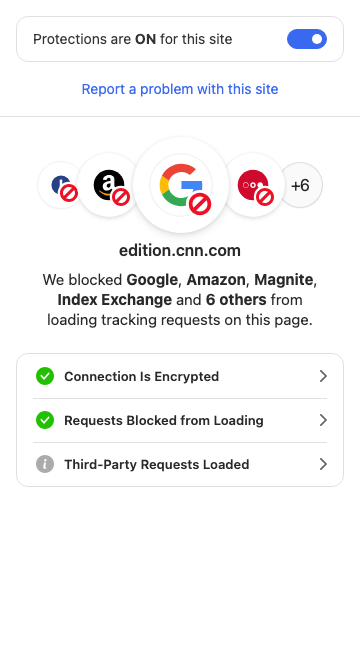 Protections are ON for this site
Report a problem with this site
+6
edition.cnn.com
We blocked Google, Amazon, Magnite,
Index Exchange and 6 others from
loading tracking requests on this page.
Connection Is Encrypted
Requests Blocked from Loading
Third-Party Requests Loaded